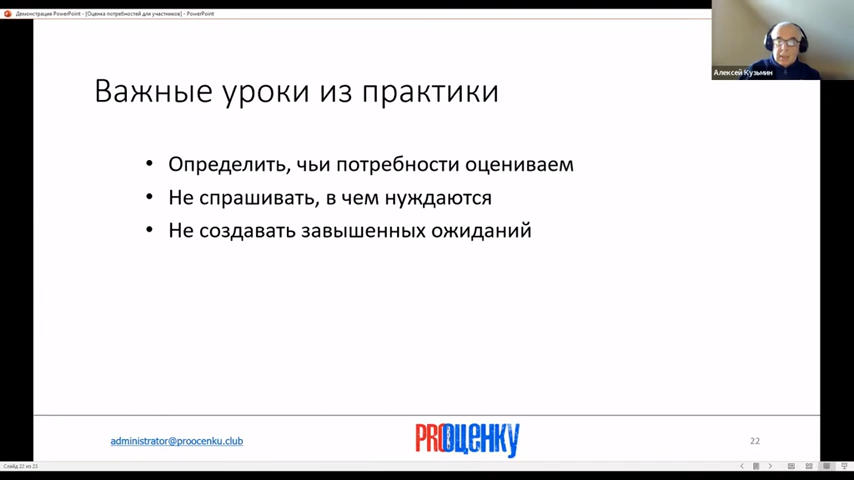 Демонстрация PowerPoint - [Оценка потребностей для участников] - PowerPoint
Алексей Кузьмин
Важные уроки из практики
• Определить, чьи потребности оцениваем
• Не спрашивать, в чем нуждаются
• Не создавать завышенных ожиданий
administrator@proocenku.club
PROОЦЕНКУ
22
Слайд 22 из 23